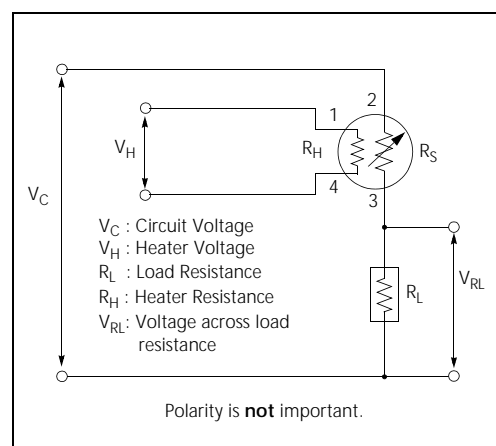 1
2
V_H
R_H
R_S
4
3
V_C
V_C : Circuit Voltage
V_H : Heater Voltage
R_L : Load Resistance
R_H : Heater Resistance
V_RL: Voltage across load
resistance
R_L
V_RL
Polarity is not important.